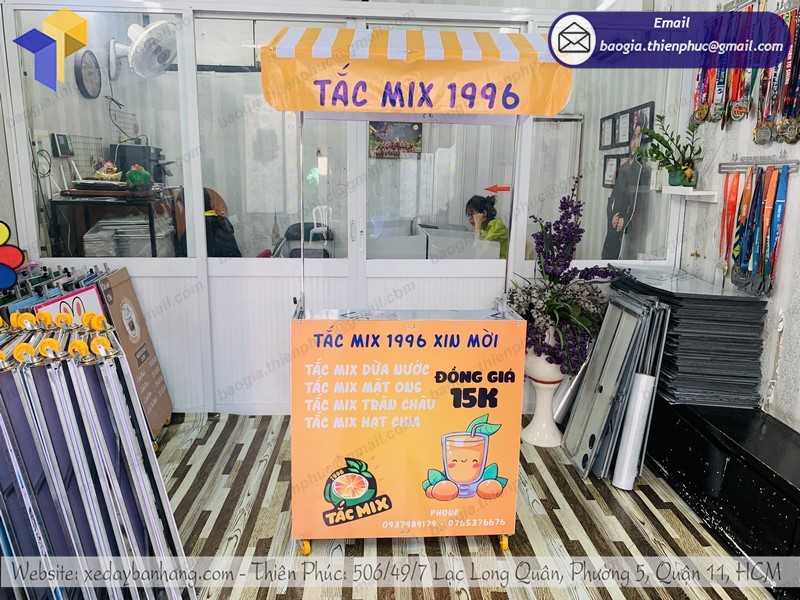 Email
baogia.thienphuc@gmail.com
TẮC MIX 1996
TẮC MIX 1996 XIN MỜI
TẮC MIX DỪA NƯỚC
TẮC MIX MẬT ONG
TẮC MIX TRÂN CHÂU
TẮC MIX HẠT CHIA
ĐỒNG GIÁ
15K
1996
TẮC MIX
PHOUE
0937989179 - 0765376676
Website: xedaybanhang.com - Thiên Phúc: 506/49/7 Lạc Long Quân, Phường 5, Quận 11, HCM